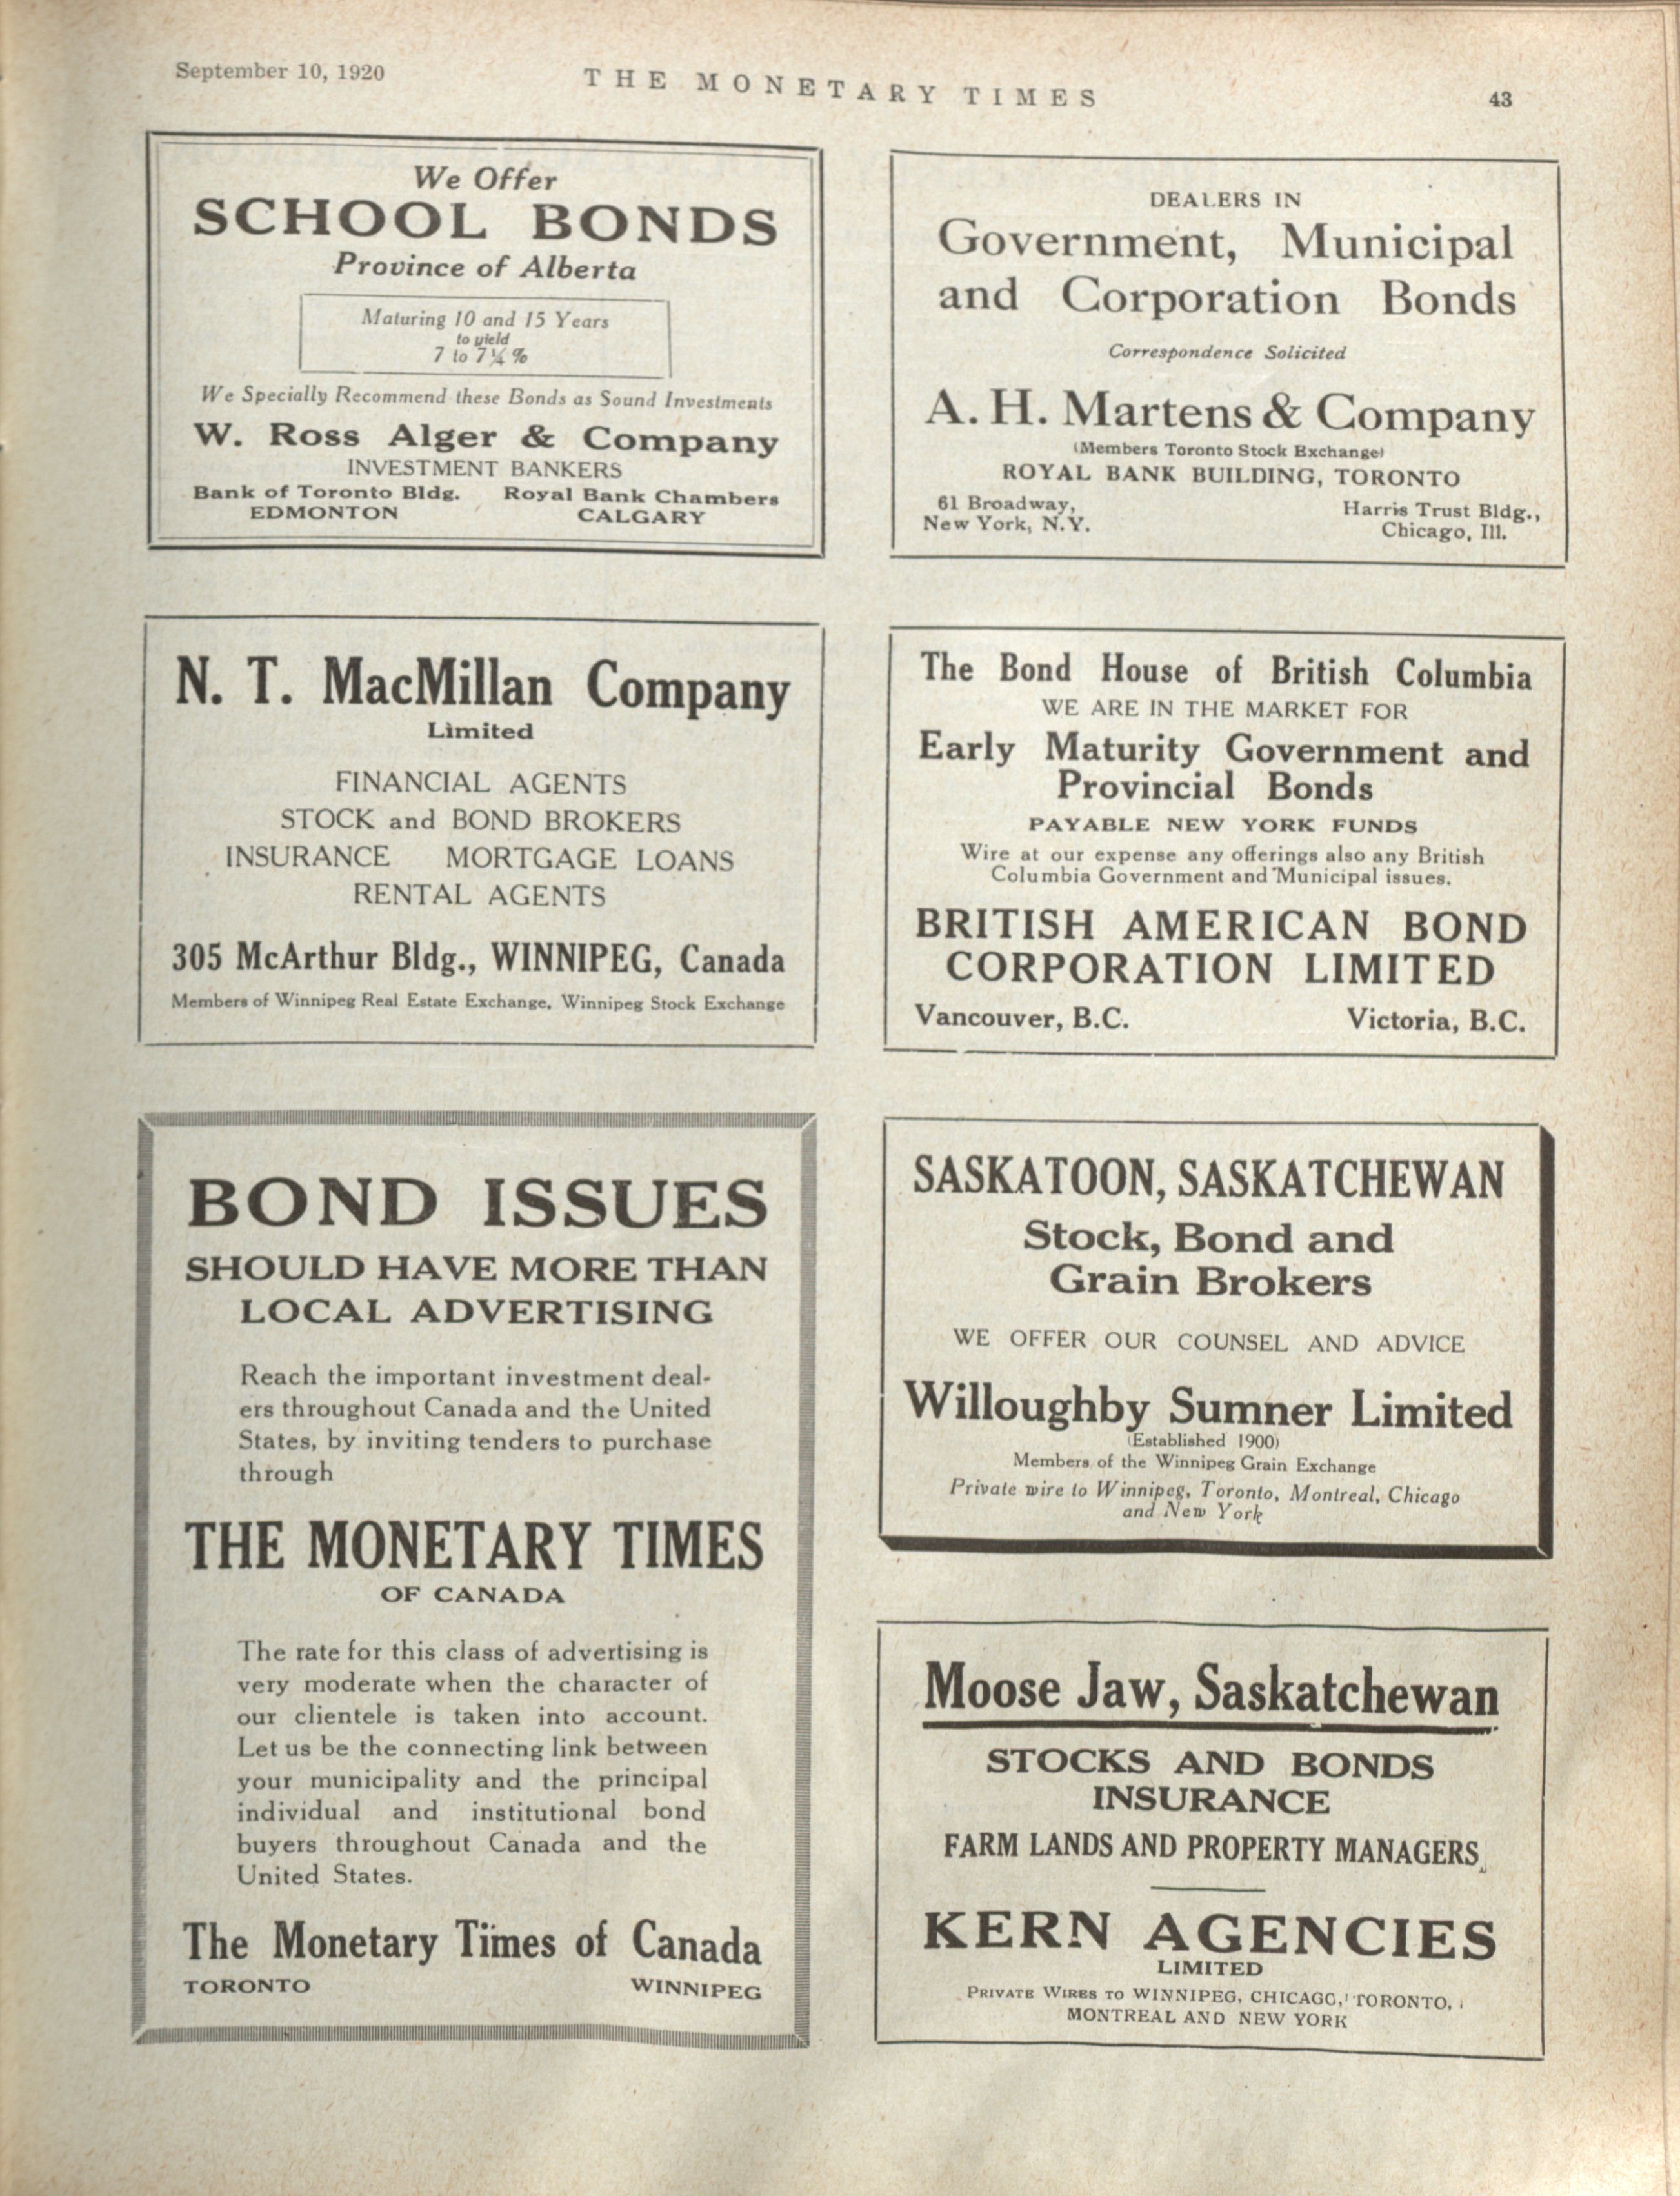 September 10, 1920
THE MONETARY TIMES
43
We Offer
SCHOOL BONDS
Province of Alberta
Maturing 10 and 15 Years
to yield
7 to 7¼ %
We Specially Recommend these Bonds as Sound Investments
W. Ross Alger & Company
INVESTMENT BANKERS
Bank of Toronto Bldg. Royal Bank Chambers
EDMONTON CALGARY
DEALERS IN
Government, Municipal
and Corporation Bonds
Correspondence Solicited
A. H. Martens & Company
(Members Toronto Stock Exchange)
ROYAL BANK BUILDING, TORONTO
61 Broadway, Harris Trust Bldg.,
New York, N.Y. Chicago, Ill.
N. T. MacMillan Company
Limited
FINANCIAL AGENTS
STOCK and BOND BROKERS
INSURANCE MORTGAGE LOANS
RENTAL AGENTS
305 McArthur Bldg., WINNIPEG, Canada
Members of Winnipeg Real Estate Exchange, Winnipeg Stock Exchange
The Bond House of British Columbia
WE ARE IN THE MARKET FOR
Early Maturity Government and
Provincial Bonds
PAYABLE NEW YORK FUNDS
Wire at our expense any offerings also any British
Columbia Government and Municipal issues.
BRITISH AMERICAN BOND
CORPORATION LIMITED
Vancouver, B.C. Victoria, B.C.
BOND ISSUES
SHOULD HAVE MORE THAN
LOCAL ADVERTISING
Reach the important investment deal-
ers throughout Canada and the United
States, by inviting tenders to purchase
through
THE MONETARY TIMES
OF CANADA
The rate for this class of advertising is
very moderate when the character of
our clientele is taken into account.
Let us be the connecting link between
your municipality and the principal
individual and institutional bond
buyers throughout Canada and the
United States.
The Monetary Times of Canada
TORONTO WINNIPEG
SASKATOON, SASKATCHEWAN
Stock, Bond and
Grain Brokers
WE OFFER OUR COUNSEL AND ADVICE
Willoughby Sumner Limited
(Established 1900)
Members of the Winnipeg Grain Exchange
Private wire to Winnipeg, Toronto, Montreal, Chicago
and New York
Moose Jaw, Saskatchewan
STOCKS AND BONDS
INSURANCE
FARM LANDS AND PROPERTY MANAGERS
KERN AGENCIES
LIMITED
PRIVATE WIRES TO WINNIPEG, CHICAGO, TORONTO,
MONTREAL AND NEW YORK